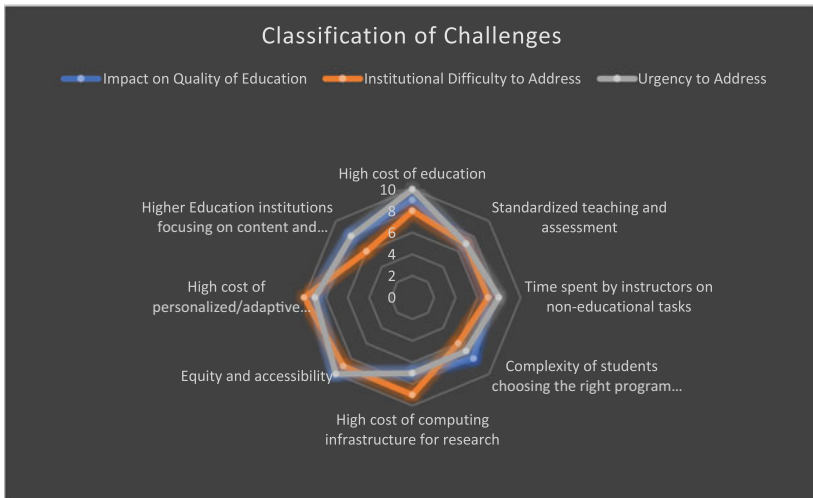 Classification of Challenges
Impact on Quality of Education
Institutional Difficulty to Address
Urgency to Address
High cost of education
Standardized teaching and
assessment
Time spent by instructors on
non-educational tasks
Complexity of students
choosing the right program...
High cost of computing
infrastructure for research
Equity and accessibility
High cost of
personalized/adaptive...
Higher Education institutions
focusing on content and...
10
8
6
4
2
0